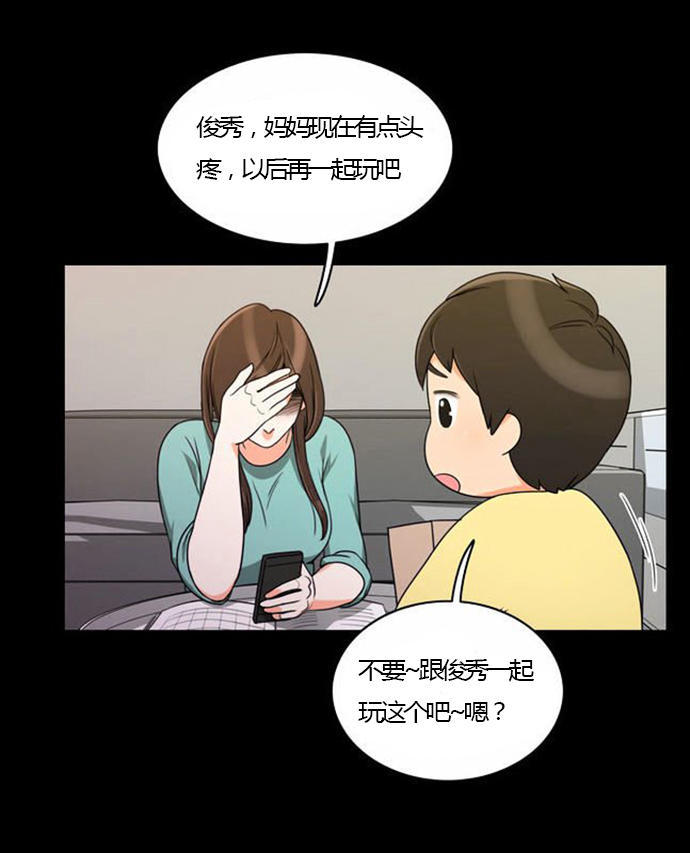 俊秀，妈妈现在有点头
疼，以后再一起玩吧
不要~跟俊秀一起
玩这个吧~嗯？